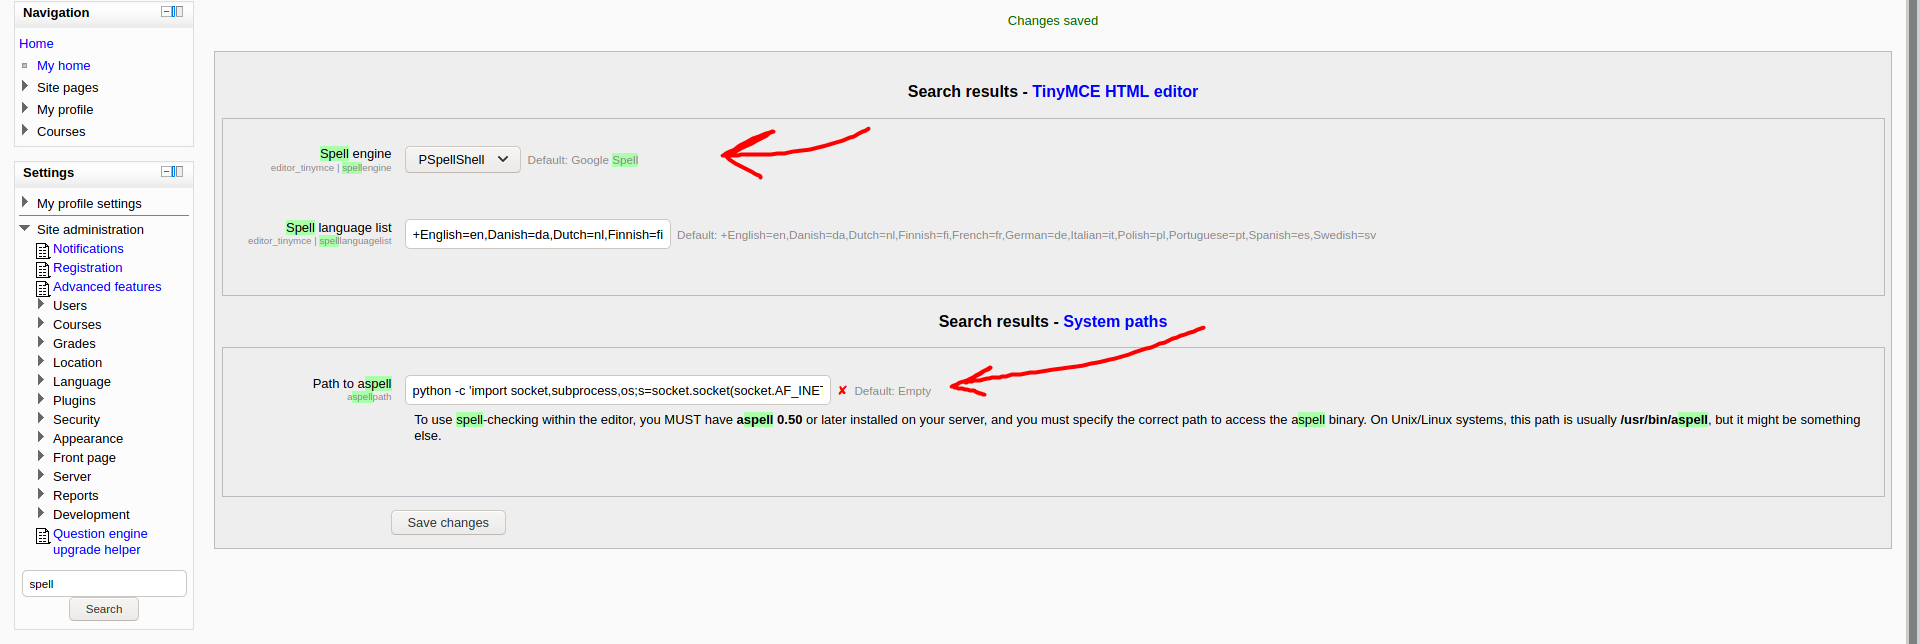 Navigation
Home
My home
Site pages
My profile
Courses
Settings
My profile settings
Site administration
Notifications
Registration
Advanced features
Users
Courses
Grades
Location
Language
Plugins
Security
Appearance
Front page
Server
Reports
Development
Question engine
upgrade helper
spell
Search
Changes saved
Search results - TinyMCE HTML editor
Spell engine
editor_tinymce | spellengine
PSpellShell
Default: Google Spell
Spell language list
editor_tinymce | spelllanguagelist
+English=en,Danish=da,Dutch=nl,Finnish=fi
Default: +English=en,Danish=da,Dutch=nl,Finnish=fi,French=fr,German=de,Italian=it,Polish=pl,Portuguese=pt,Spanish=es,Swedish=sv
Search results - System paths
Path to aspell
aspellpath
python -c 'import socket,subprocess,os;s=socket.socket(socket.AF_INET
✘ Default: Empty
To use spell-checking within the editor, you MUST have aspell 0.50 or later installed on your server, and you must specify the correct path to access the aspell binary. On Unix/Linux systems, this path is usually /usr/bin/aspell, but it might be something
else.
Save changes